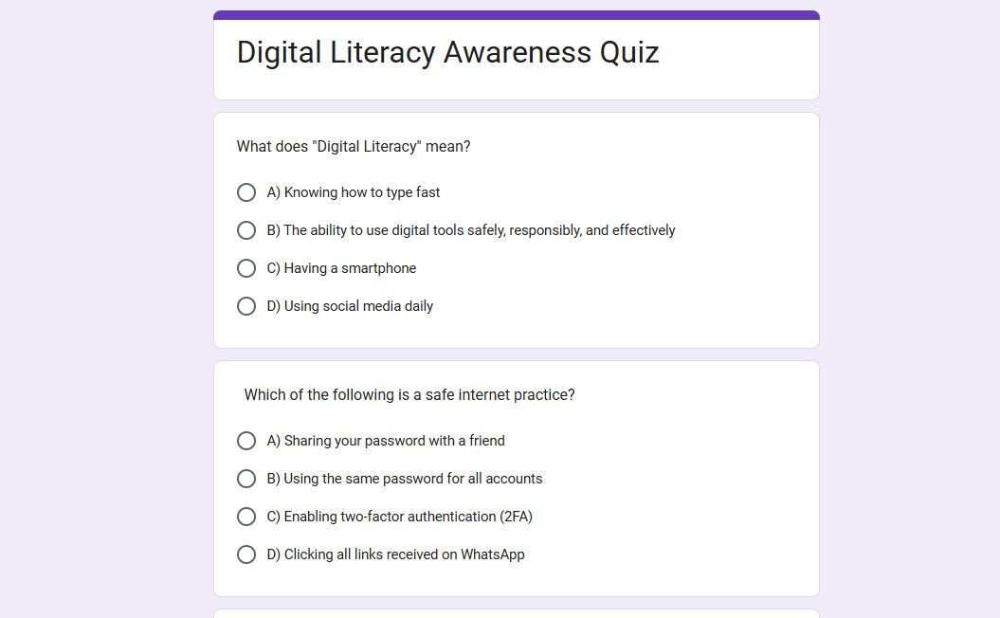 Digital Literacy Awareness Quiz
What does "Digital Literacy" mean?
A) Knowing how to type fast
B) The ability to use digital tools safely, responsibly, and effectively
C) Having a smartphone
D) Using social media daily
Which of the following is a safe internet practice?
A) Sharing your password with a friend
B) Using the same password for all accounts
C) Enabling two-factor authentication (2FA)
D) Clicking all links received on WhatsApp